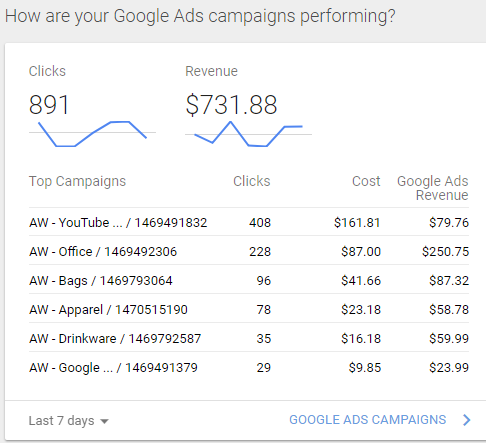 How are your Google Ads campaigns performing?
Clicks Revenue
891 $731.88
Top Campaigns Clicks Cost Google Ads
Revenue
AW - YouTube ... / 1469491832 408 $161.81 $79.76
AW - Office / 1469492306 228 $87.00 $250.75
AW - Bags / 1469793064 96 $41.66 $87.32
AW - Apparel / 1470515190 78 $23.18 $58.78
AW - Drinkware / 1469792587 35 $16.18 $59.99
AW - Google ... / 1469491379 29 $9.85 $23.99
Last 7 days GOOGLE ADS CAMPAIGNS